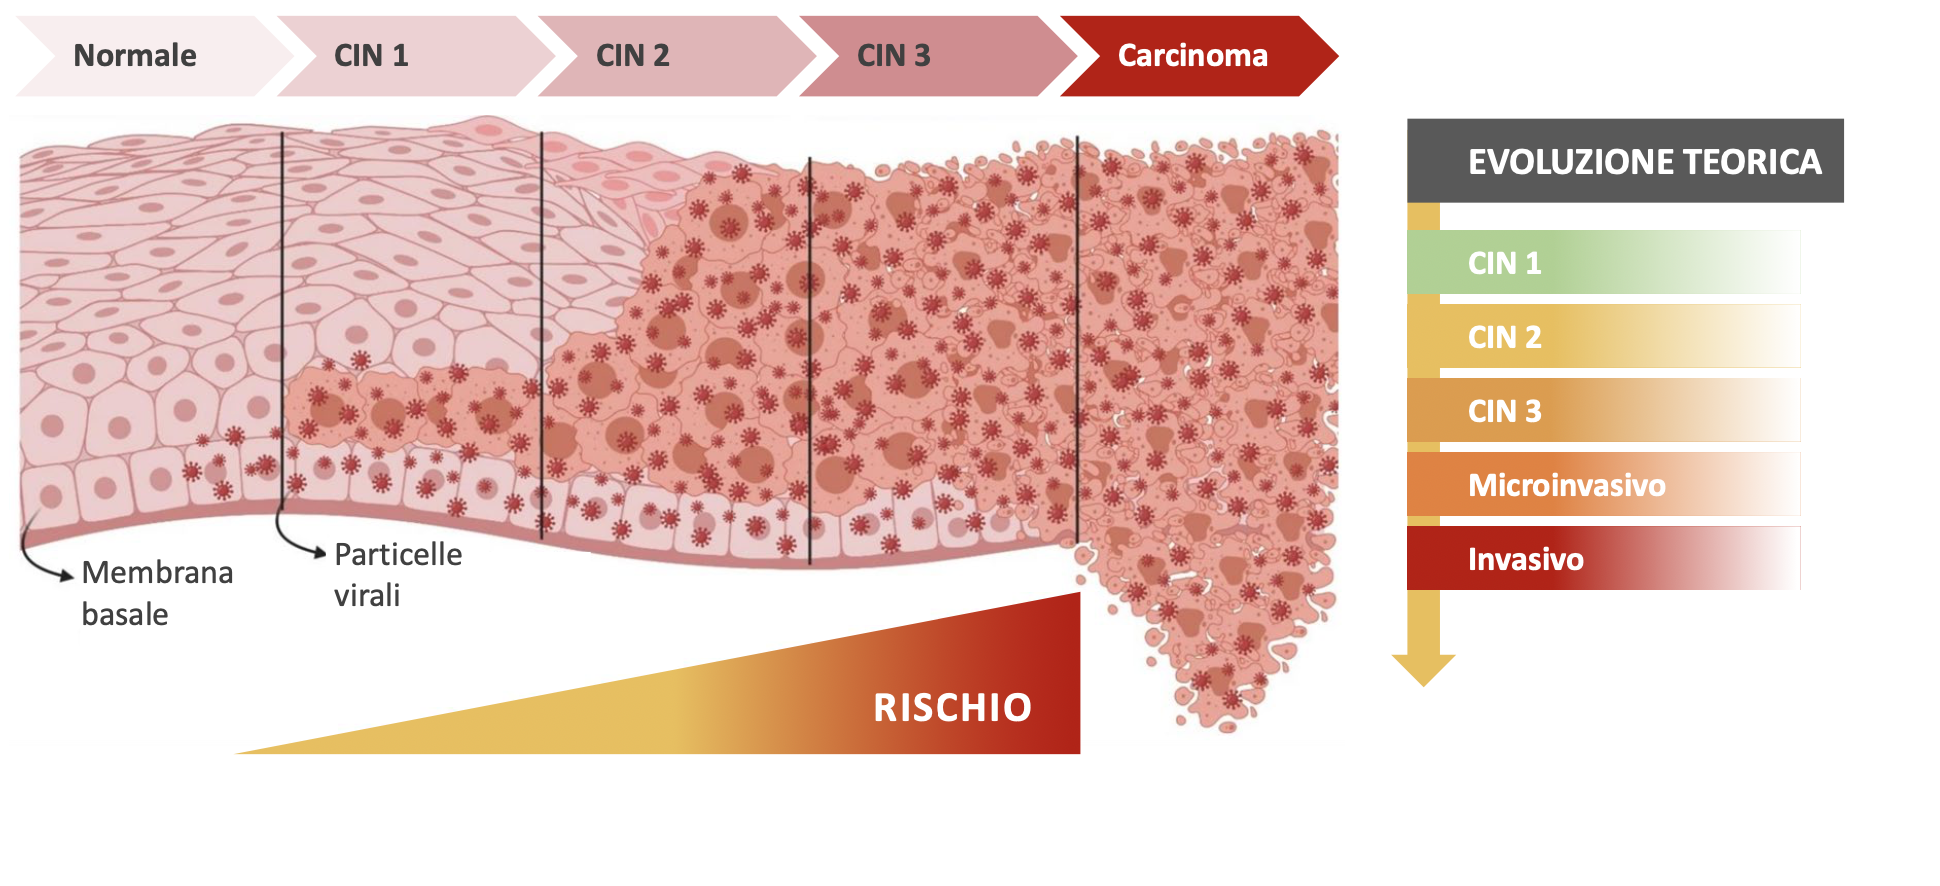 Normale
CIN 1
CIN 2
CIN 3
Carcinoma
EVOLUZIONE TEORICA
CIN 1
CIN 2
CIN 3
Microinvasivo
Invasivo
Membrana
basale
Particelle
virali
RISCHIO